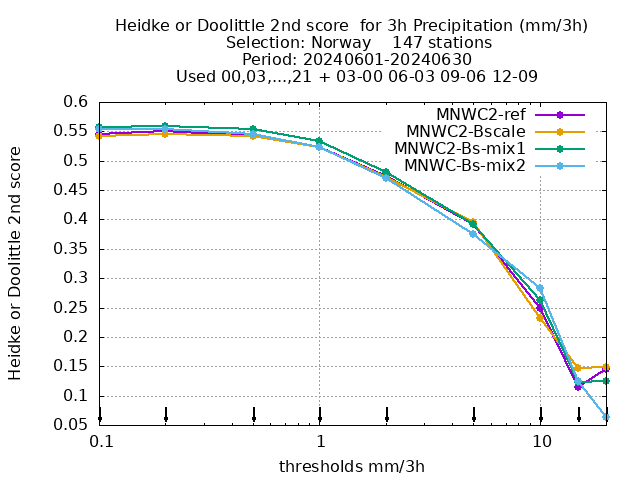 Heidke or Doolittle 2nd score  for 3h Precipitation (mm/3h)
Selection: Norway    147 stations
Period: 20240601-20240630
Used 00,03,...,21 + 03-00 06-03 09-06 12-09
MNWC2-ref
MNWC2-Bscale
MNWC2-Bs-mix1
MNWC-Bs-mix2
Heidke or Doolittle 2nd score
0.6
0.55
0.5
0.45
0.4
0.35
0.3
0.25
0.2
0.15
0.1
0.05
0.1 1 10
thresholds mm/3h